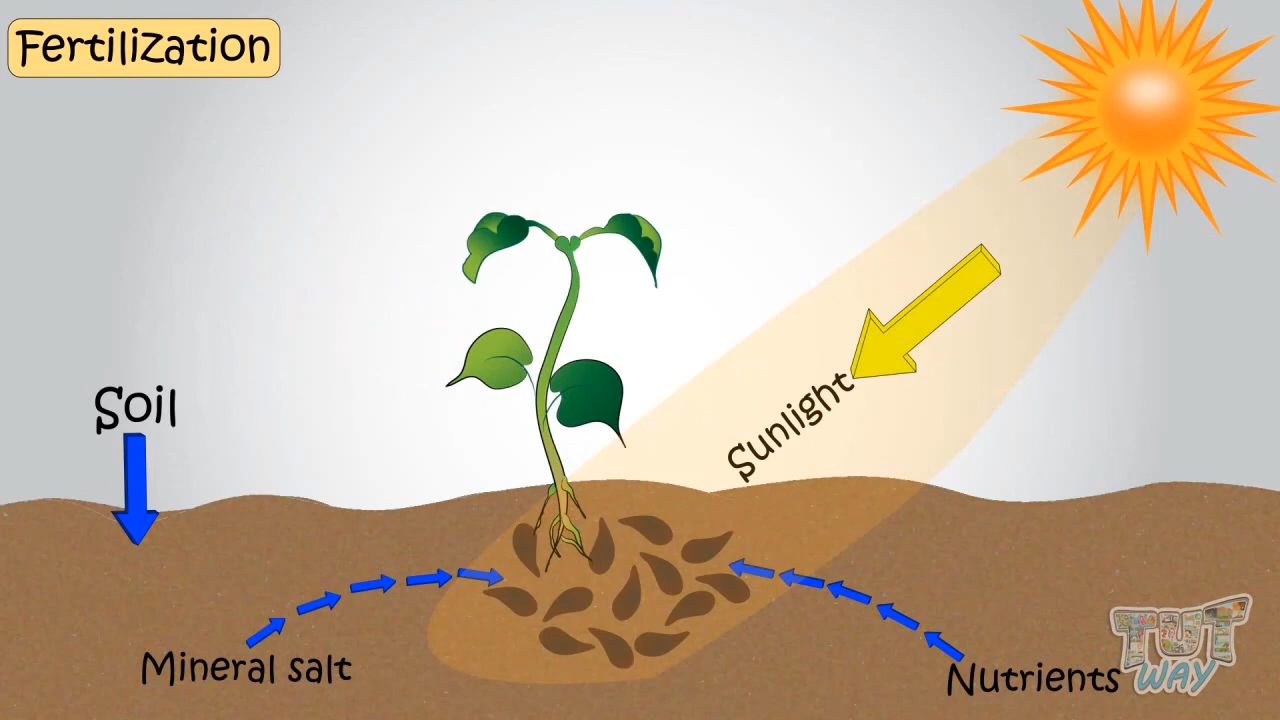 Fertilization
Sunlight
Soil
Mineral salt
Nutrients
TUT
WAY